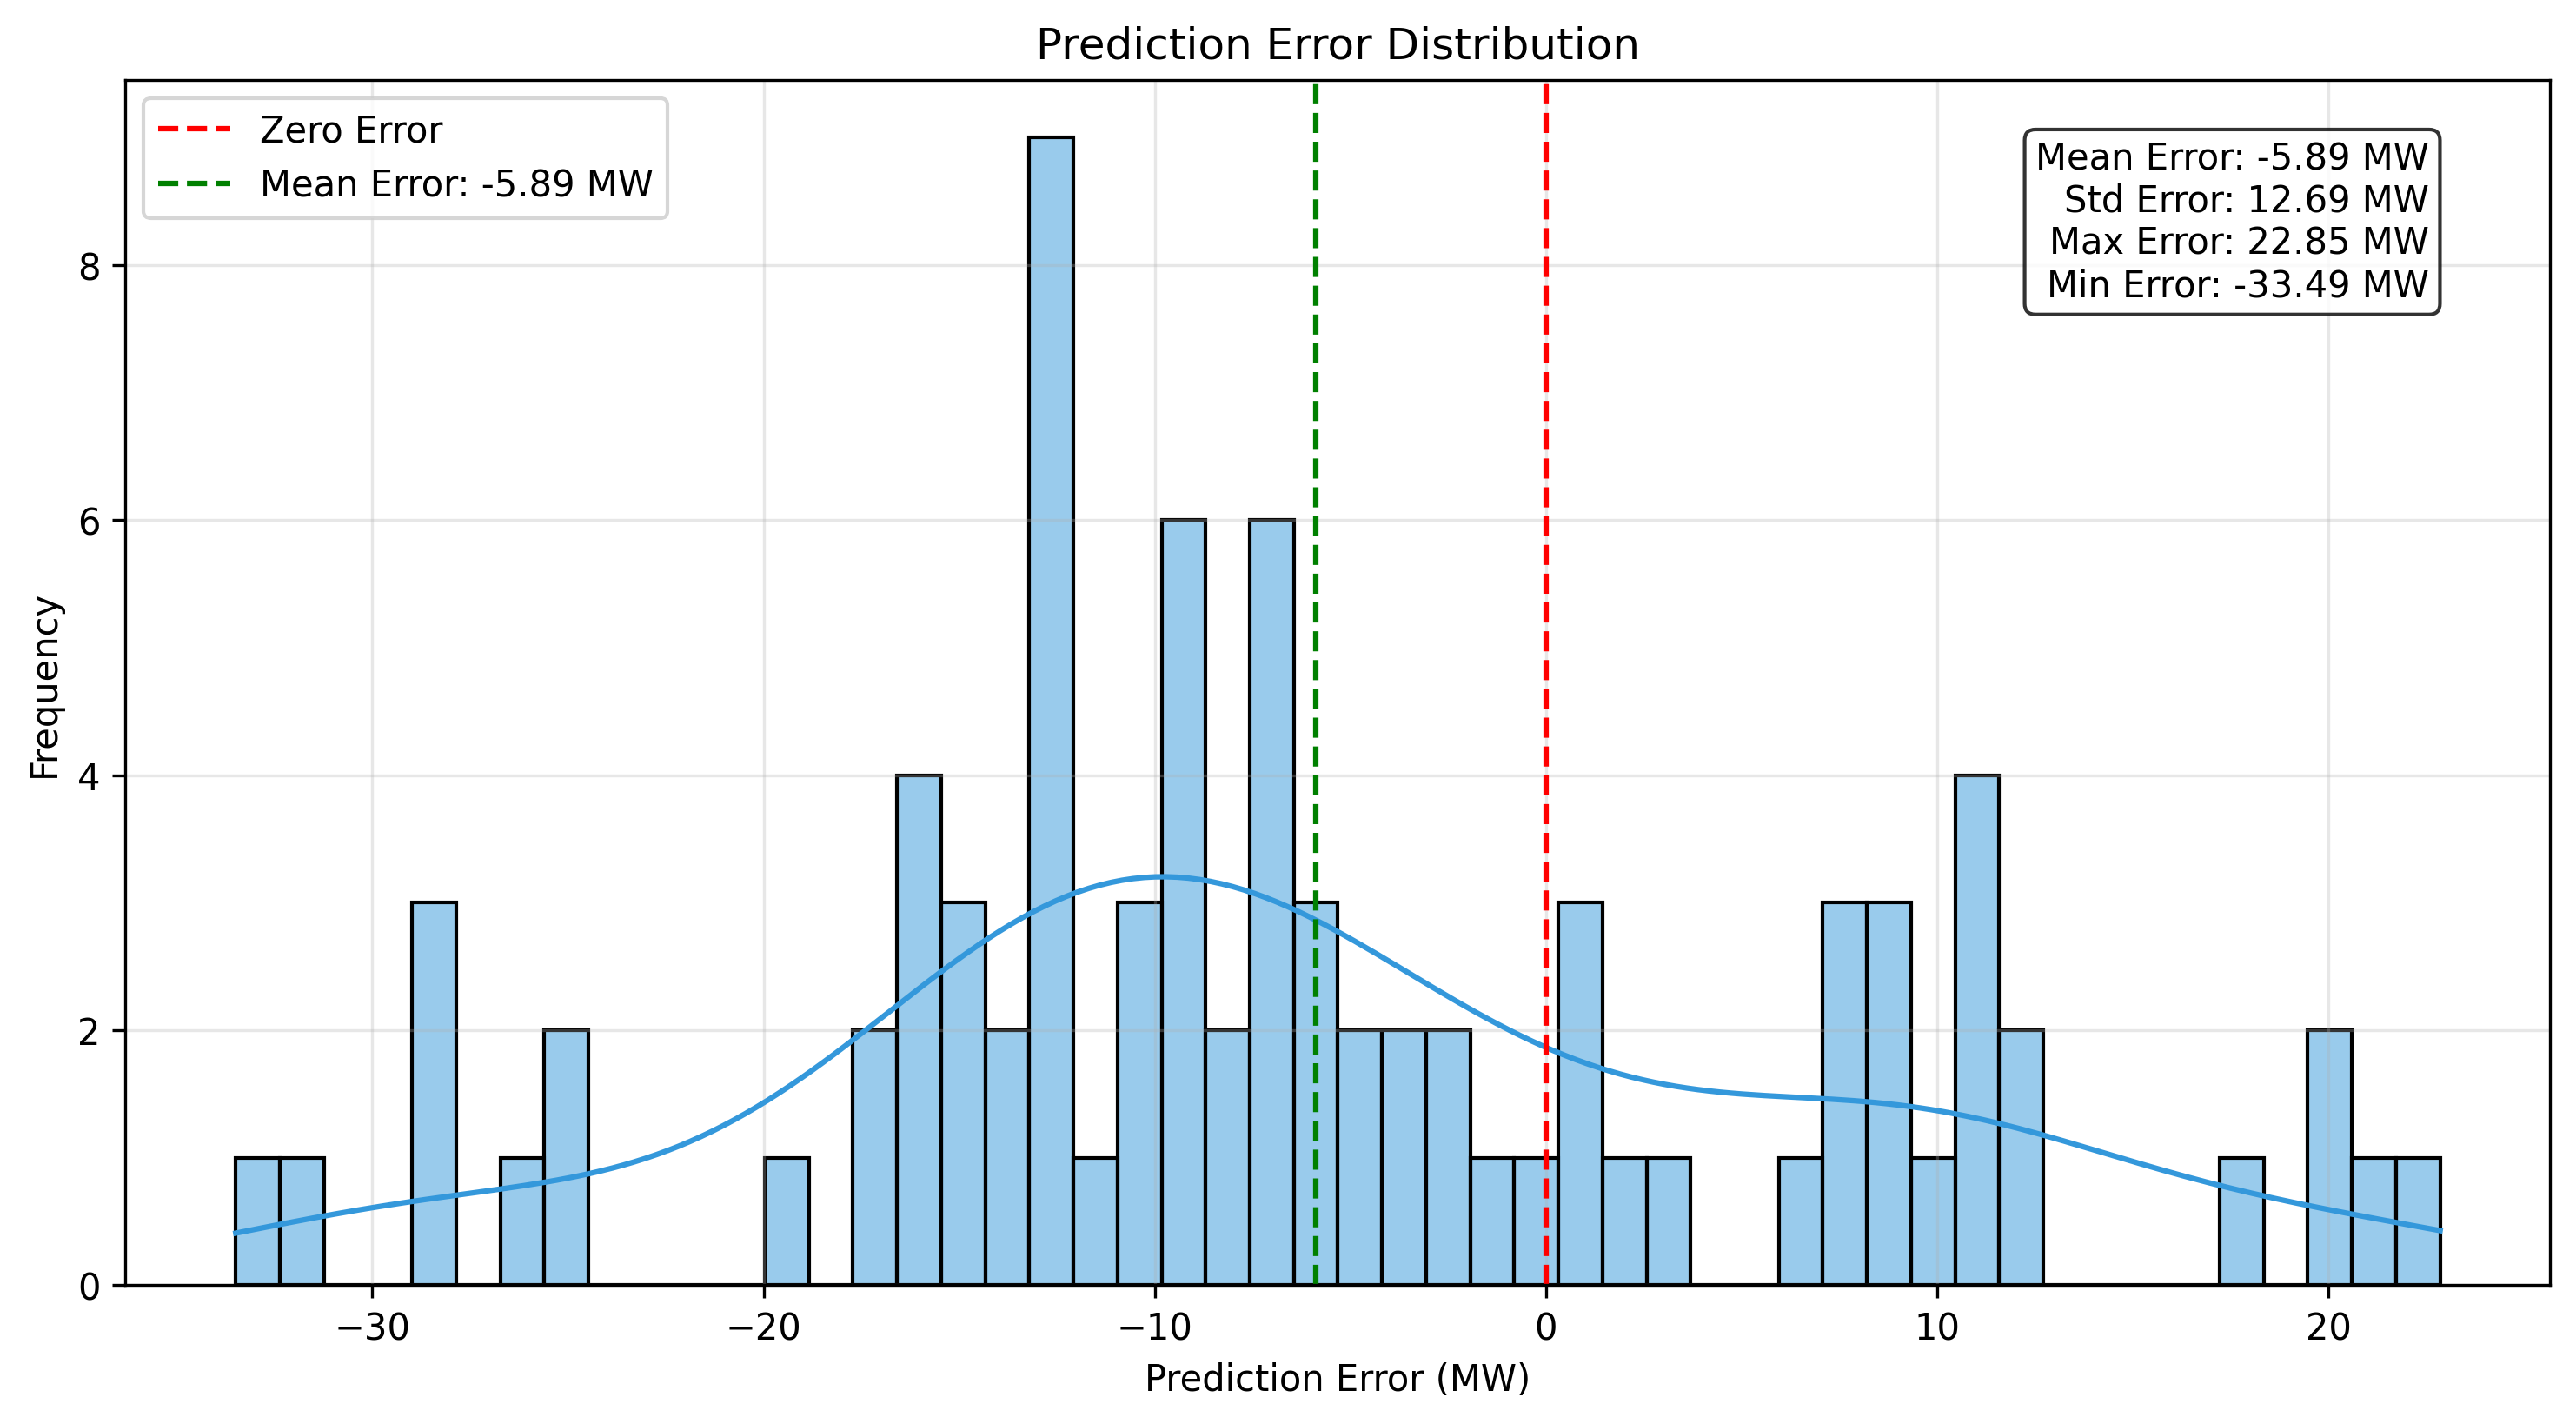 Prediction Error Distribution
Zero Error
Mean Error: -5.89 MW
Mean Error: -5.89 MW
Std Error: 12.69 MW
Max Error: 22.85 MW
Min Error: -33.49 MW
Frequency
8
6
4
2
0
−30
−20
−10
0
10
20
Prediction Error (MW)